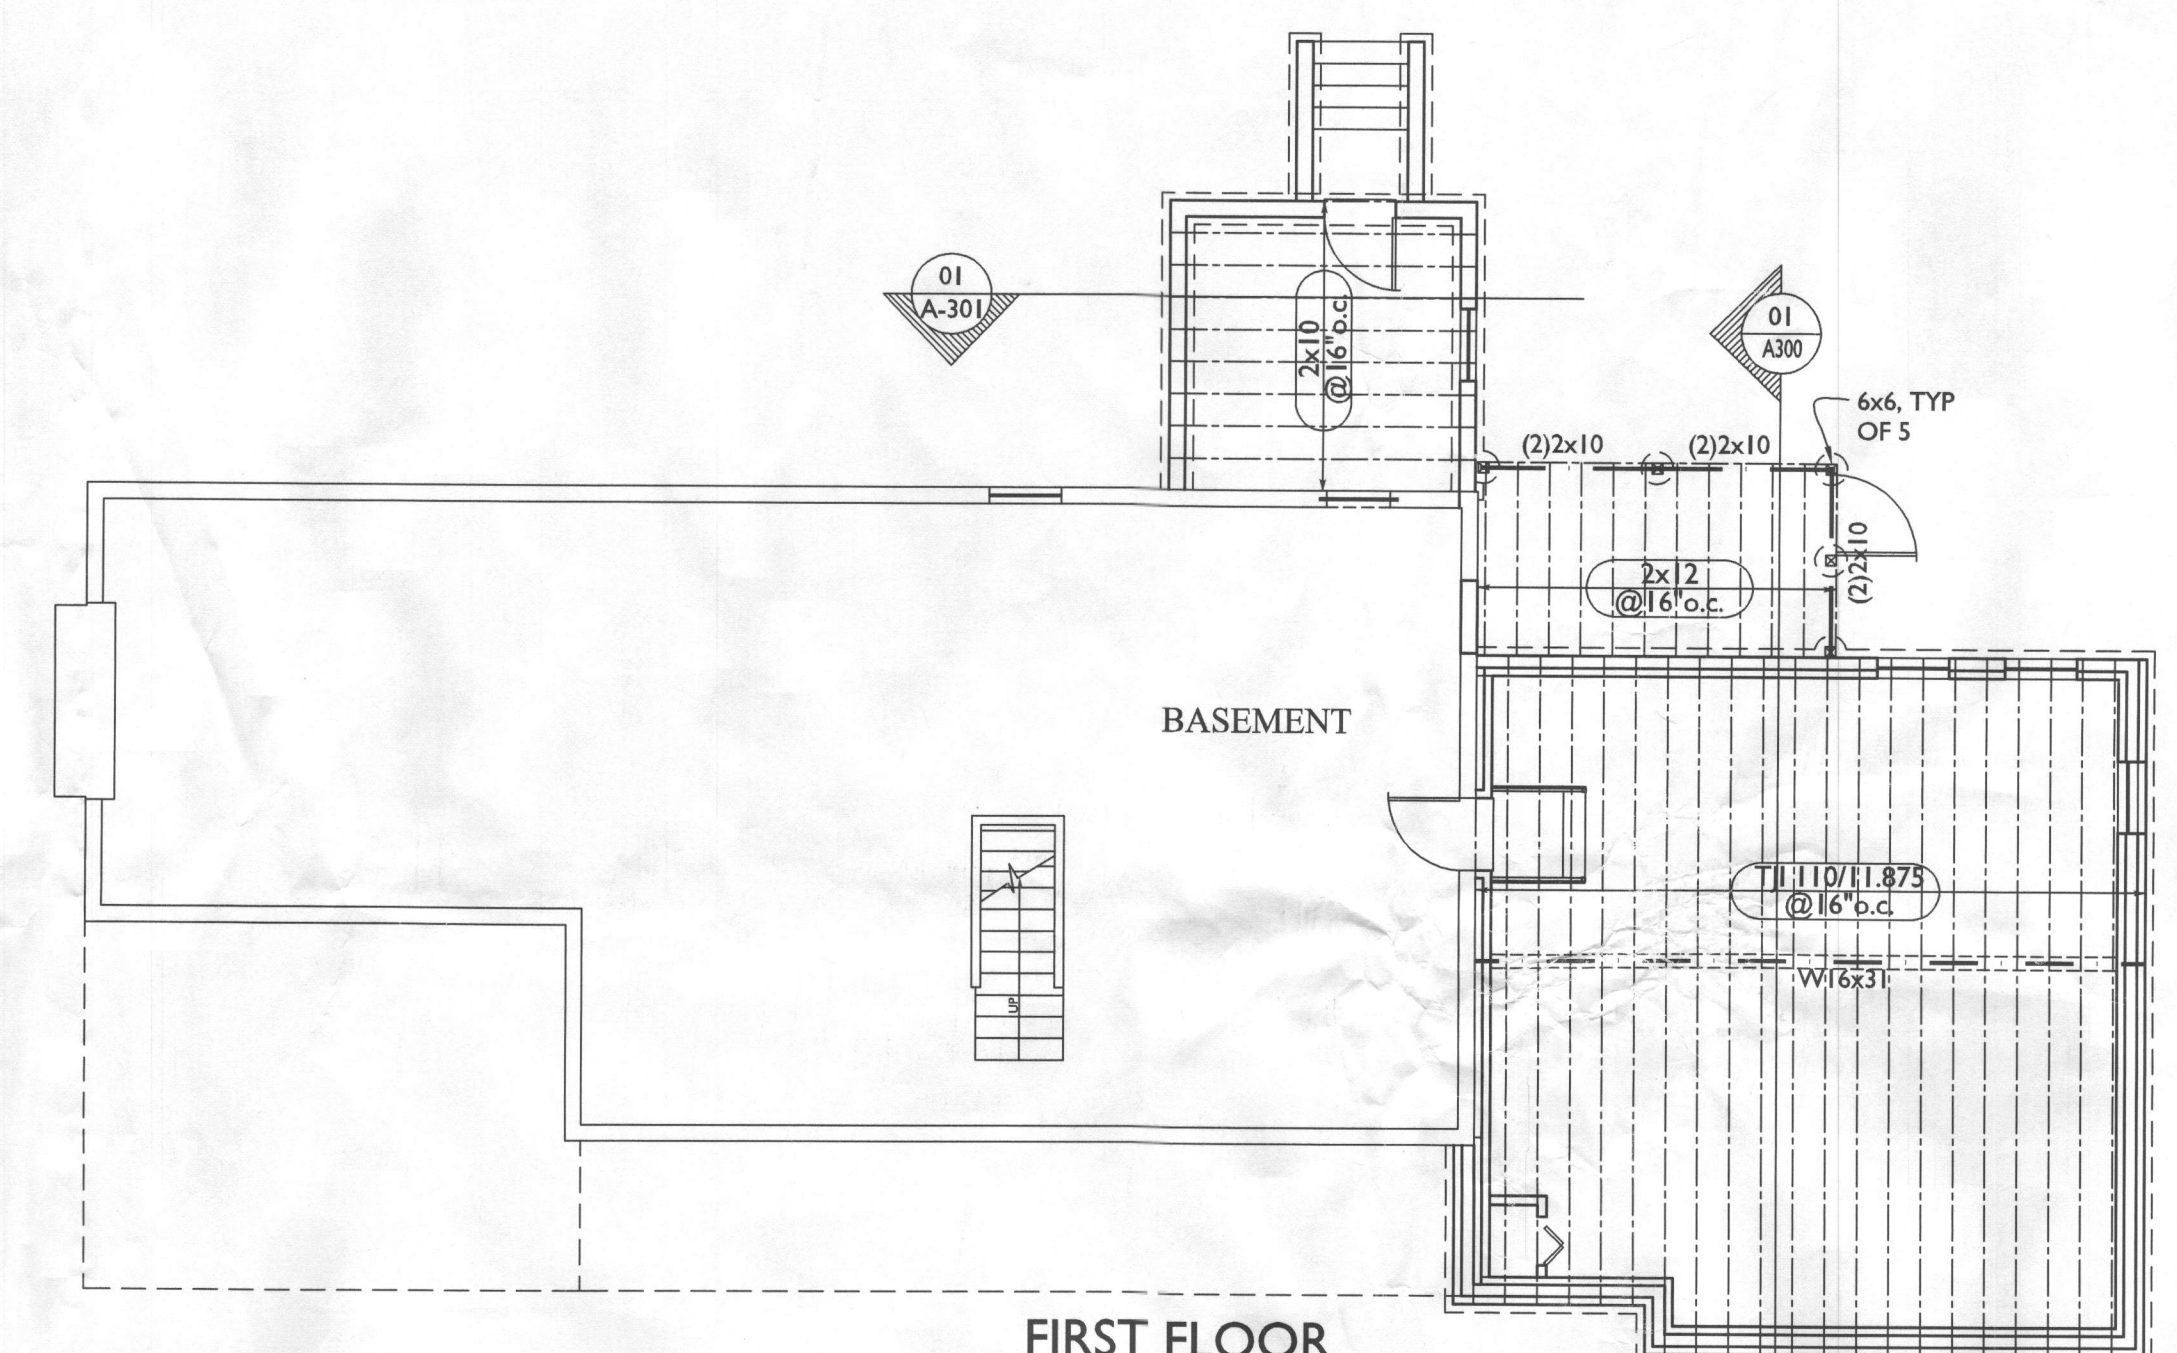 01
A-301
2x10
@16"o.c.
01
A300
6x6, TYP
OF 5
(2)2x10
(2)2x10
(2)2x10
2x12
@16"o.c.
BASEMENT
TJI 110/11.875
@16"o.c.
W16x31
UP
FIRST FLOOR